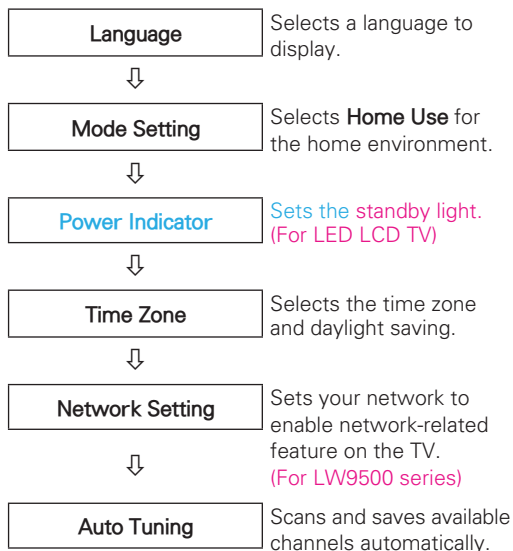 Language
Selects a language to
display.
⇩
Mode Setting
Selects Home Use for
the home environment.
⇩
Power Indicator
Sets the standby light.
(For LED LCD TV)
⇩
Time Zone
Selects the time zone
and daylight saving.
⇩
Network Setting
Sets your network to
enable network-related
feature on the TV.
(For LW9500 series)
⇩
Auto Tuning
Scans and saves available
channels automatically.